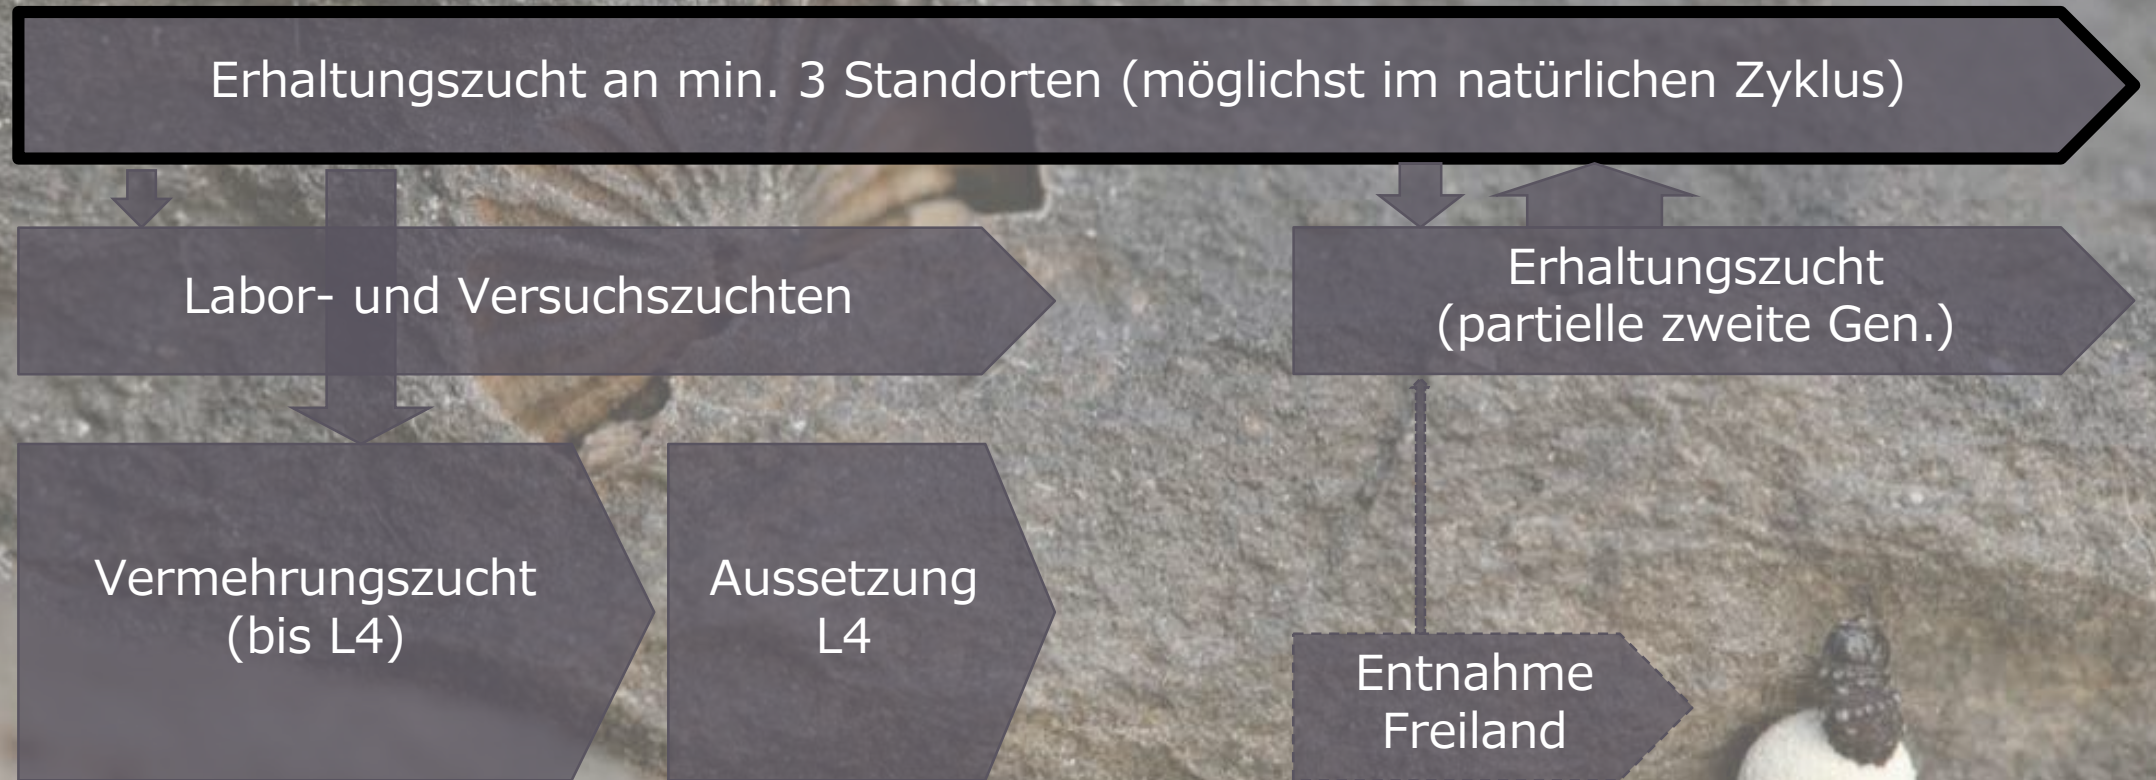 Erhaltungszucht an min. 3 Standorten (möglichst im natürlichen Zyklus)
Labor- und Versuchszuchten
Erhaltungszucht
(partielle zweite Gen.)
Vermehrungszucht
(bis L4)
Aussetzung
L4
Entnahme
Freiland